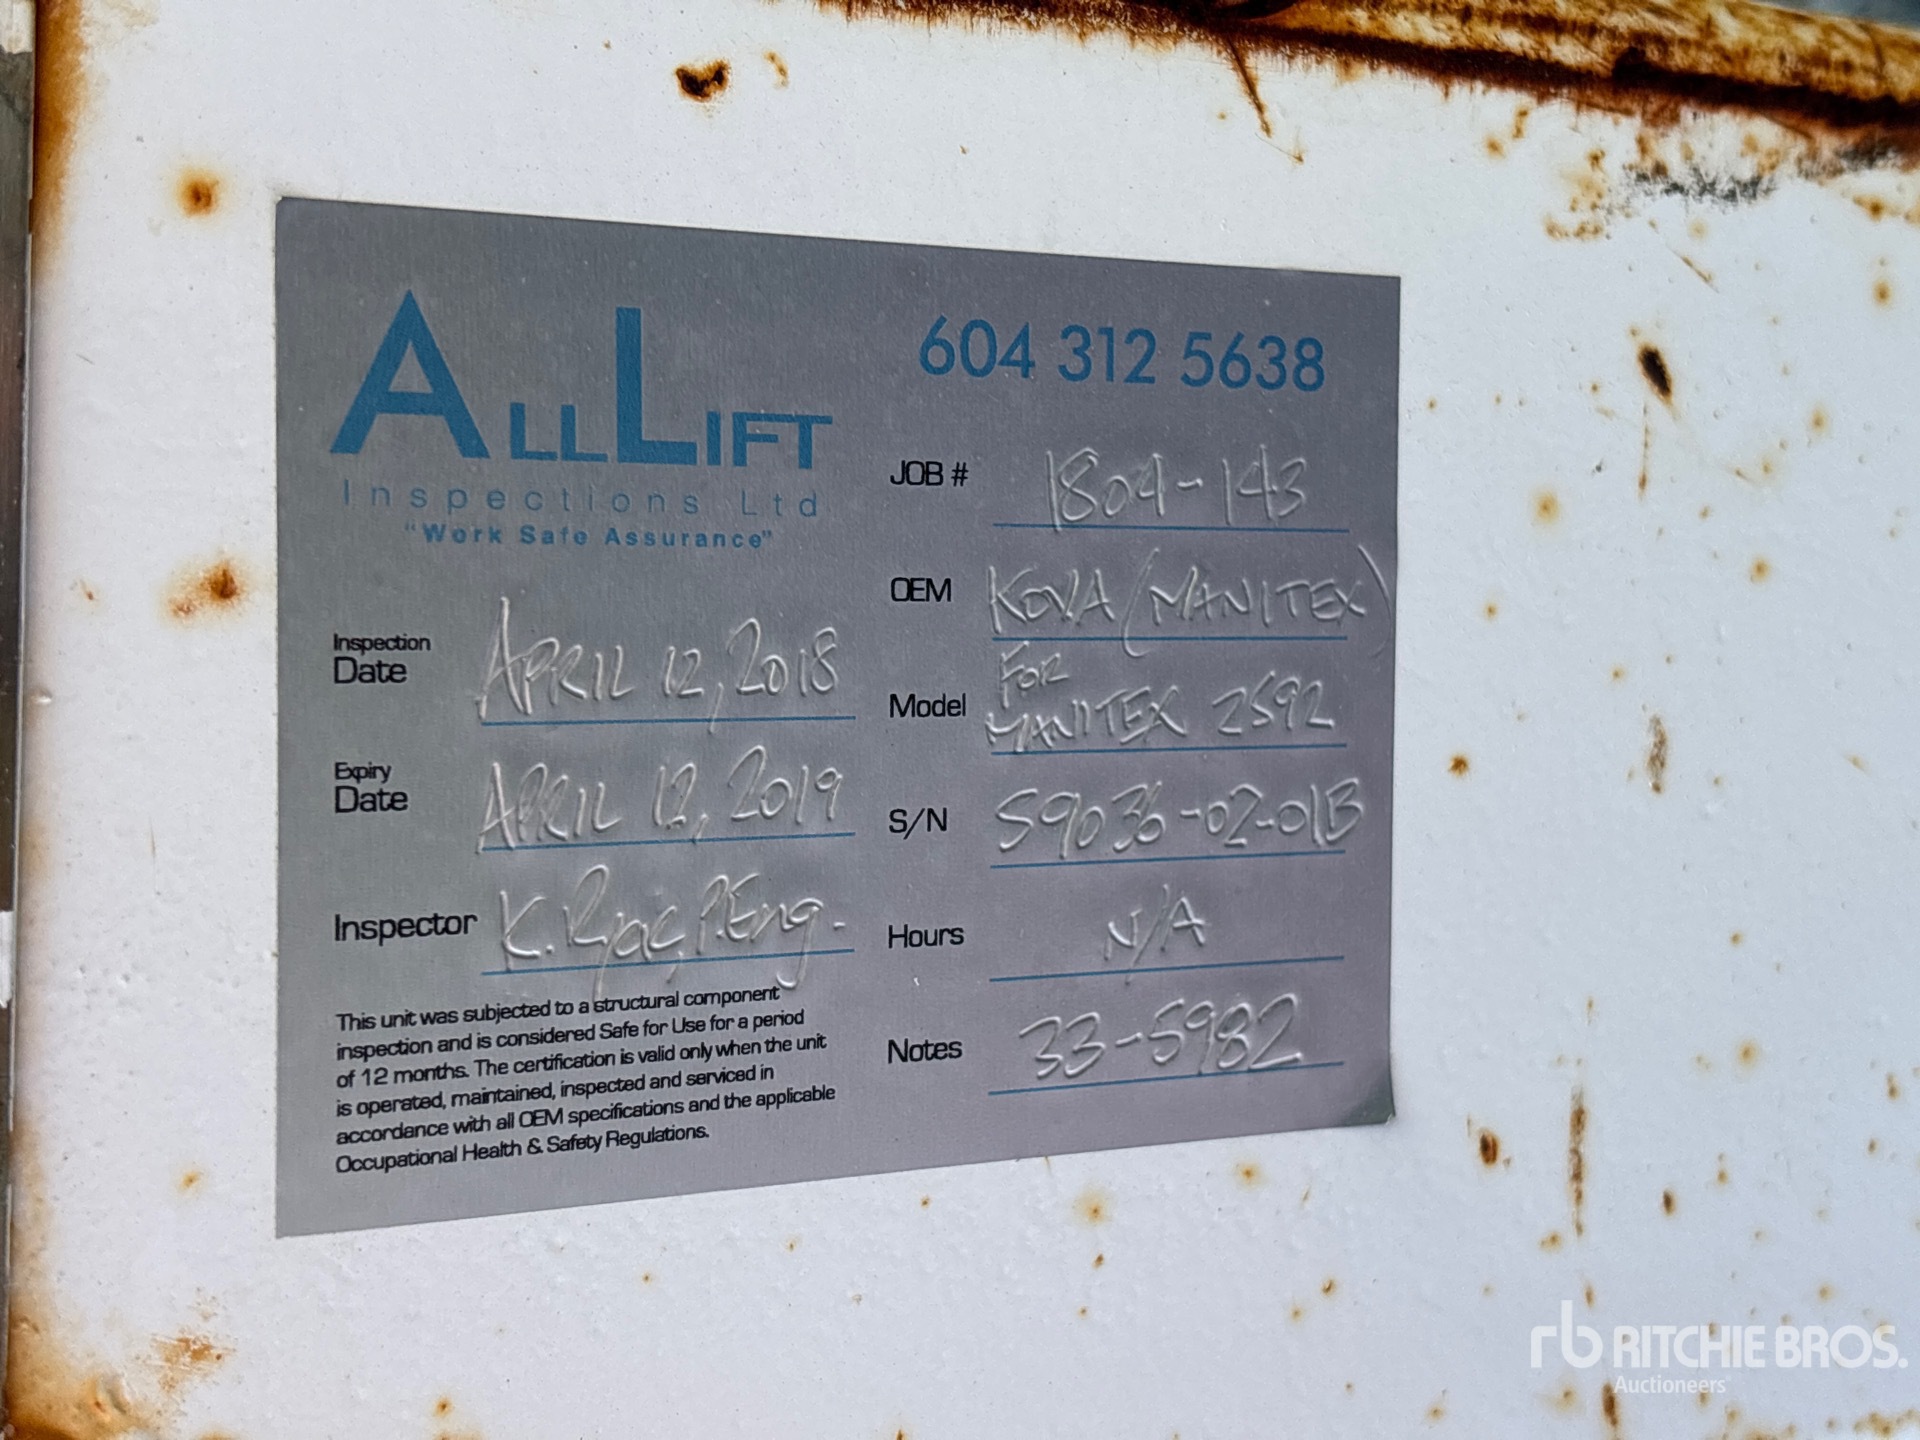 ALLLIFT
Inspections Ltd
"Work Safe Assurance"
604 312 5638
JOB # 1804-143
OEM KOVA (MANITEX)
Model FOR
MANITEX 2592
S/N S9036-02-01B
Hours N/A
Notes 33-5982
Inspection
Date APRIL 12, 2018
Expiry
Date APRIL 12, 2019
Inspector K. P.Eng.
This unit was subjected to a structural component
inspection and is considered Safe for Use for a period
of 12 months. The certification is valid only when the unit
is operated, maintained, inspected and serviced in
accordance with all OEM specifications and the applicable
Occupational Health & Safety Regulations.
rb RITCHIE BROS.
Auctioneers